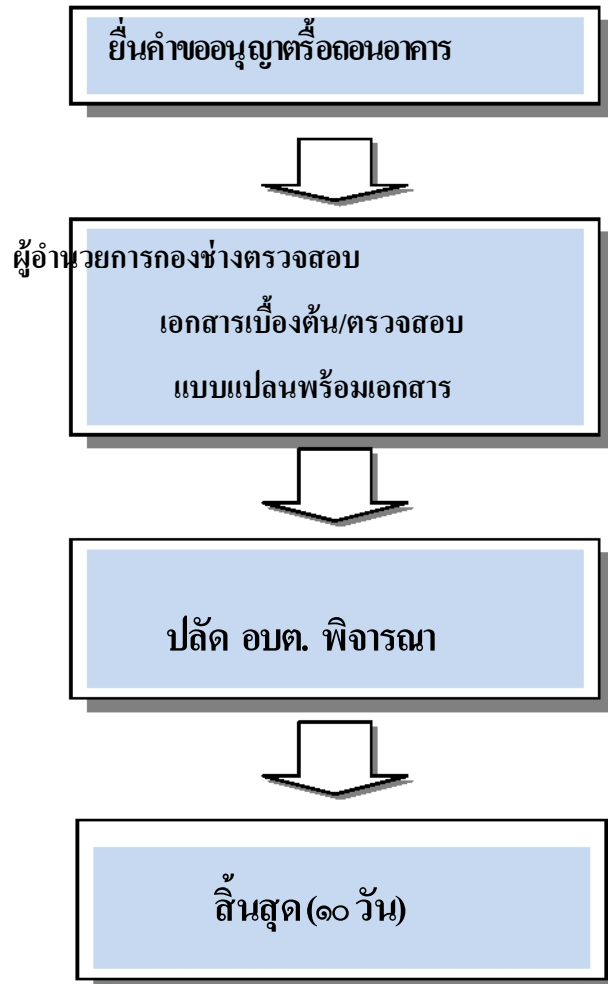 ยื่นคำขออนุญาตรื้อถอนอาคาร
ผู้อำนวยการกองช่างตรวจสอบ
เอกสารเบื้องต้น/ตรวจสอบ
แบบแปลนพร้อมเอกสาร
ปลัด อบต. พิจารณา
สิ้นสุด (๑๐ วัน)